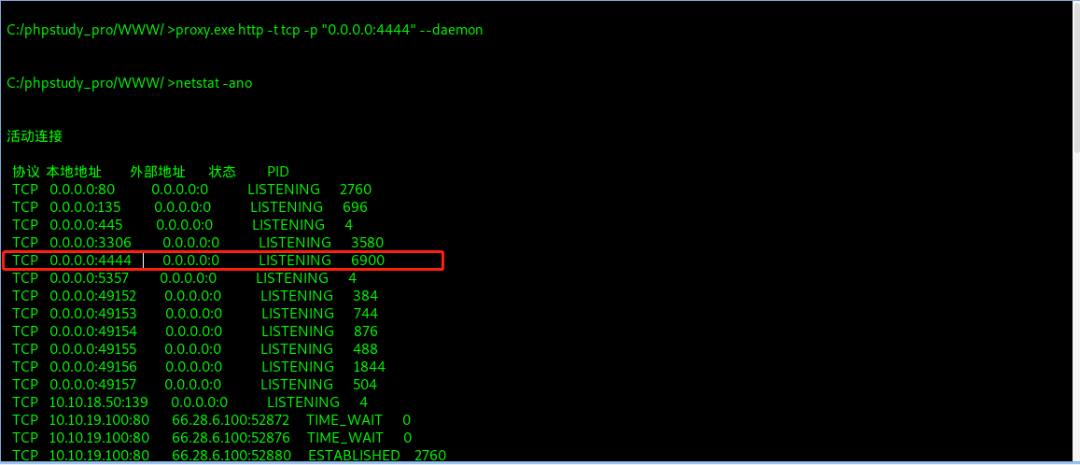 C:/phpstudy_pro/WWW/ >proxy.exe http -t tcp -p "0.0.0.0:4444" --daemon
C:/phpstudy_pro/WWW/ >netstat -ano
活动连接
协议 本地地址 外部地址 状态 PID
TCP 0.0.0.0:80 0.0.0.0:0 LISTENING 2760
TCP 0.0.0.0:135 0.0.0.0:0 LISTENING 696
TCP 0.0.0.0:445 0.0.0.0:0 LISTENING 4
TCP 0.0.0.0:3306 0.0.0.0:0 LISTENING 3580
TCP 0.0.0.0:4444 0.0.0.0:0 LISTENING 6900
TCP 0.0.0.0:5357 0.0.0.0:0 LISTENING 4
TCP 0.0.0.0:49152 0.0.0.0:0 LISTENING 384
TCP 0.0.0.0:49153 0.0.0.0:0 LISTENING 744
TCP 0.0.0.0:49154 0.0.0.0:0 LISTENING 876
TCP 0.0.0.0:49155 0.0.0.0:0 LISTENING 488
TCP 0.0.0.0:49156 0.0.0.0:0 LISTENING 1844
TCP 0.0.0.0:49157 0.0.0.0:0 LISTENING 504
TCP 10.10.18.50:139 0.0.0.0:0 LISTENING 4
TCP 10.10.19.100:80 66.28.6.100:52872 TIME_WAIT 0
TCP 10.10.19.100:80 66.28.6.100:52876 TIME_WAIT 0
TCP 10.10.19.100:80 66.28.6.100:52880 ESTABLISHED 2760